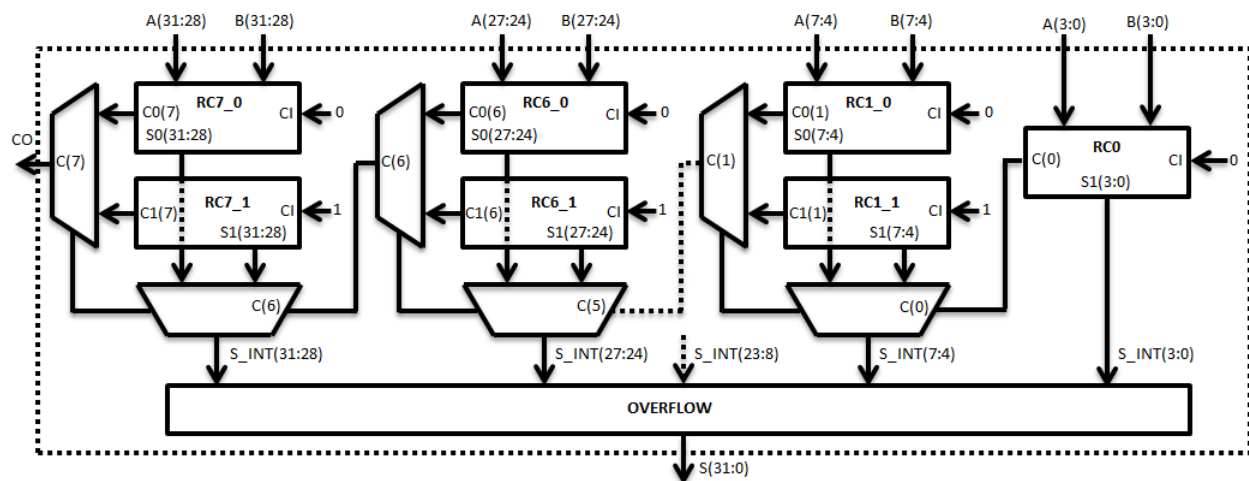 A(31:28) B(31:28) A(27:24) B(27:24) A(7:4) B(7:4) A(3:0) B(3:0)
RC7_0 RC6_0 RC1_0
C0(7) CI 0 C0(6) CI 0 C0(1) CI 0
S0(31:28) S0(27:24) S0(7:4)
CO
RC0
C(7) C(6) C(1) C(0) CI 0
S1(3:0)
RC7_1 RC6_1 RC1_1
C1(7) CI 1 C1(6) CI 1 C1(1) CI 1
S1(31:28) S1(27:24) S1(7:4)
C(6) C(5) C(0)
S_INT(31:28) S_INT(27:24) S_INT(23:8) S_INT(7:4) S_INT(3:0)
OVERFLOW
S(31:0)